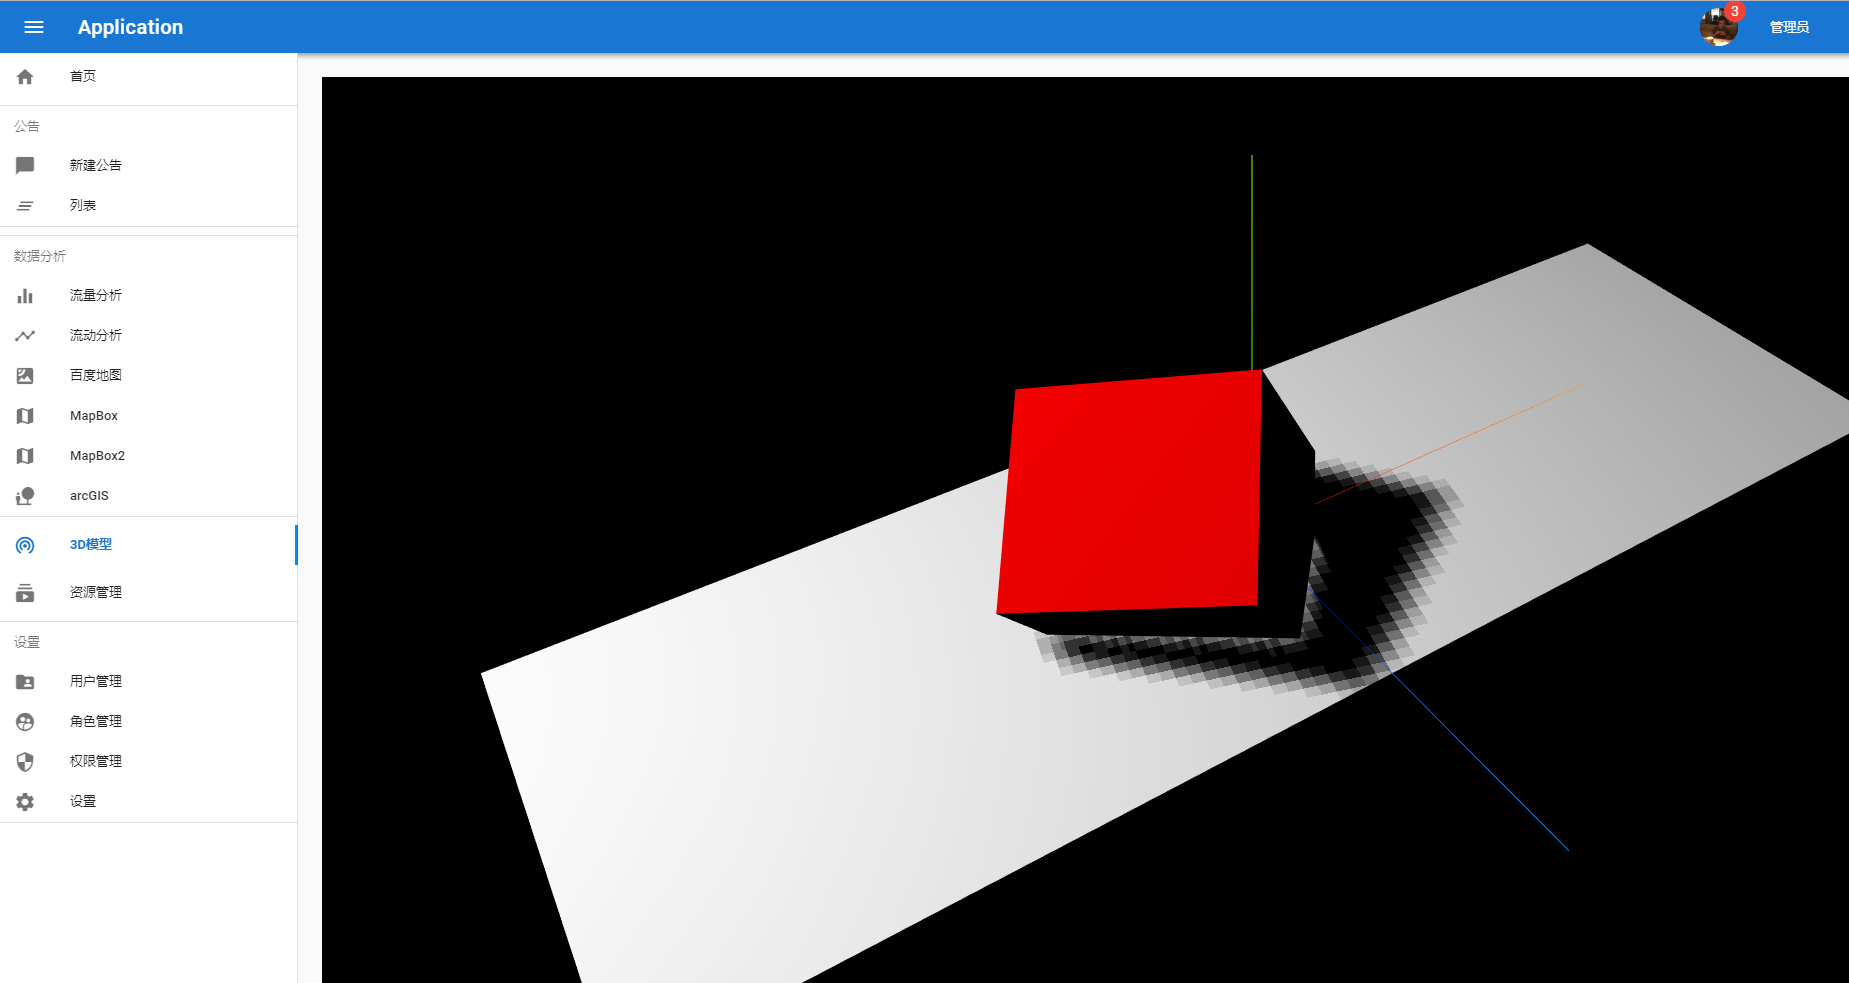 Application
3
管理员
首页
公告
新建公告
列表
数据分析
流量分析
流动分析
百度地图
MapBox
MapBox2
arcGIS
3D模型
资源管理
设置
用户管理
角色管理
权限管理
设置